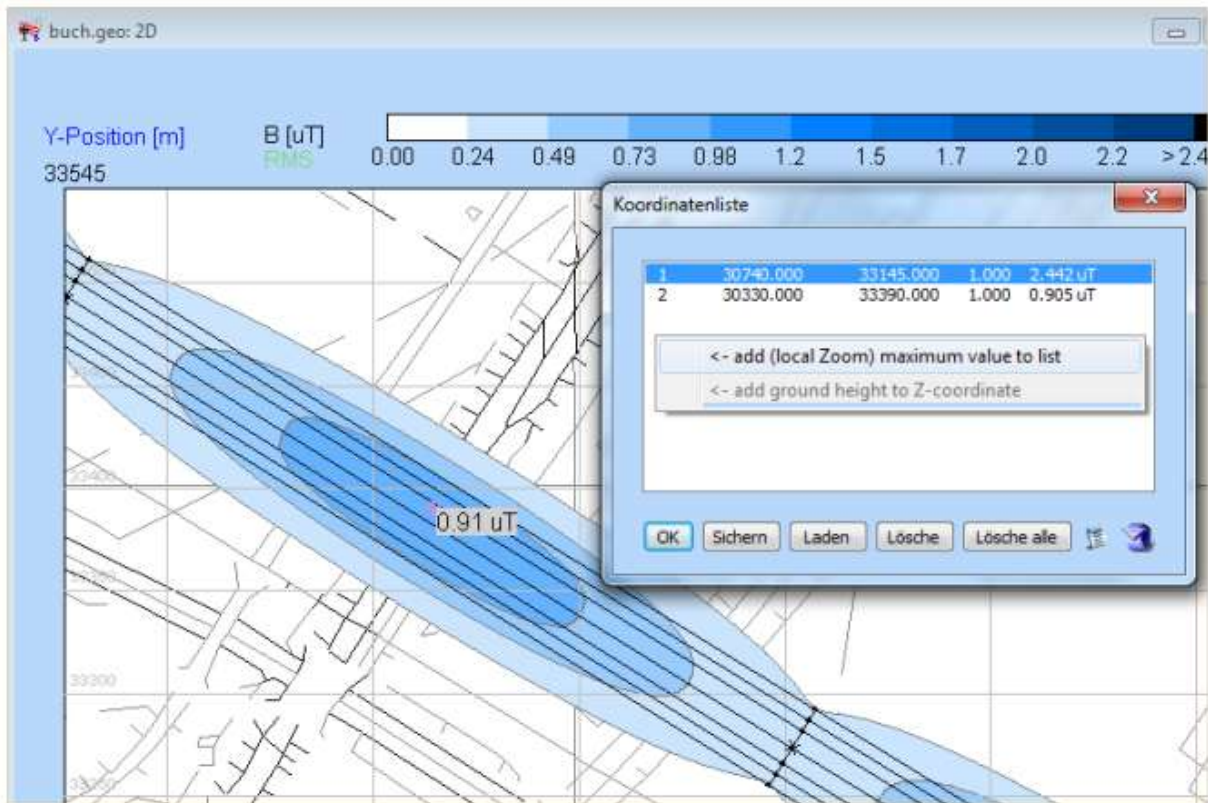 buch.geo: 2D
Y-Position [m]
B [uT]
RMS
0.00 0.24 0.49 0.73 0.98 1.2 1.5 1.7 2.0 2.2 >2.4
33545
Koordinatenliste
1 30740.000 33145.000 1.000 2.442 uT
2 30330.000 33390.000 1.000 0.905 uT
<- add (local Zoom) maximum value to list
<- add ground height to Z-coordinate
OK Sichern Laden Lösche Lösche alle
33400
0.91 uT
33300